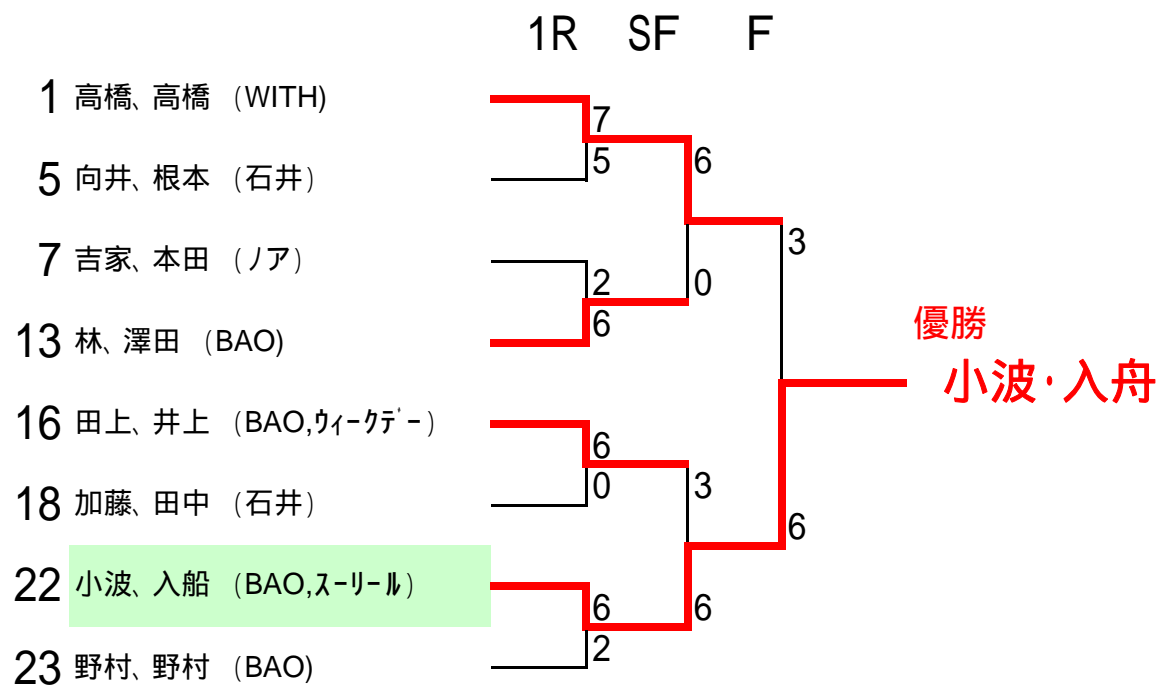 1R SF F
1 高橋、高橋 (WITH)
7
5
6
5 向井、根本 (石井)
3
7 吉家、本田 (ノア)
2
6
0
13 林、澤田 (BAO)
優勝
小波・入舟
16 田上、井上 (BAO,ウィークデー)
6
0
3
18 加藤、田中 (石井)
6
22 小波、入船 (BAO,スーリール)
6
2
6
23 野村、野村 (BAO)